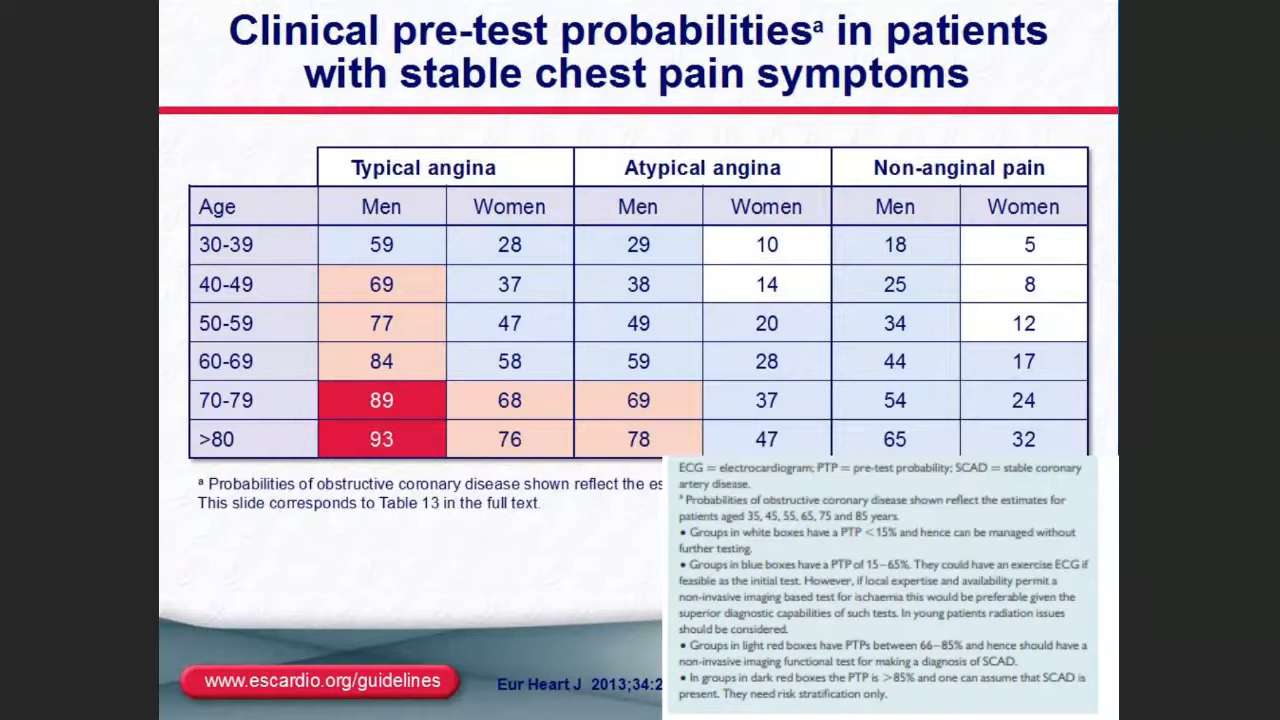 Clinical pre-test probabilitiesᵃ in patients
with stable chest pain symptoms
Typical angina Atypical angina Non-anginal pain
Age Men Women Men Women Men Women
30-39 59 28 29 10 18 5
40-49 69 37 38 14 25 8
50-59 77 47 49 20 34 12
60-69 84 58 59 28 44 17
70-79 89 68 69 37 54 24
>80 93 76 78 47 65 32
ᵃ Probabilities of obstructive coronary disease shown reflect the es
This slide corresponds to Table 13 in the full text.
ECG = electrocardiogram; PTP = pre-test probability; SCAD = stable coronary
artery disease.
ᵃ Probabilities of obstructive coronary disease shown reflect the estimates for
patients aged 35, 45, 55, 65, 75 and 85 years.
• Groups in white boxes have a PTP <15% and hence can be managed without
further testing.
• Groups in blue boxes have a PTP of 15–65%. They could have an exercise ECG if
feasible as the initial test. However, if local expertise and availability permit a
non-invasive imaging based test for ischaemia this would be preferable given the
superior diagnostic capabilities of such tests. In young patients radiation issues
should be considered.
• Groups in light red boxes have PTPs between 66–85% and hence should have a
non-invasive imaging functional test for making a diagnosis of SCAD.
• In groups in dark red boxes the PTP is >85% and one can assume that SCAD is
present. They need risk stratification only.
www.escardio.org/guidelines
Eur Heart J 2013;34:2